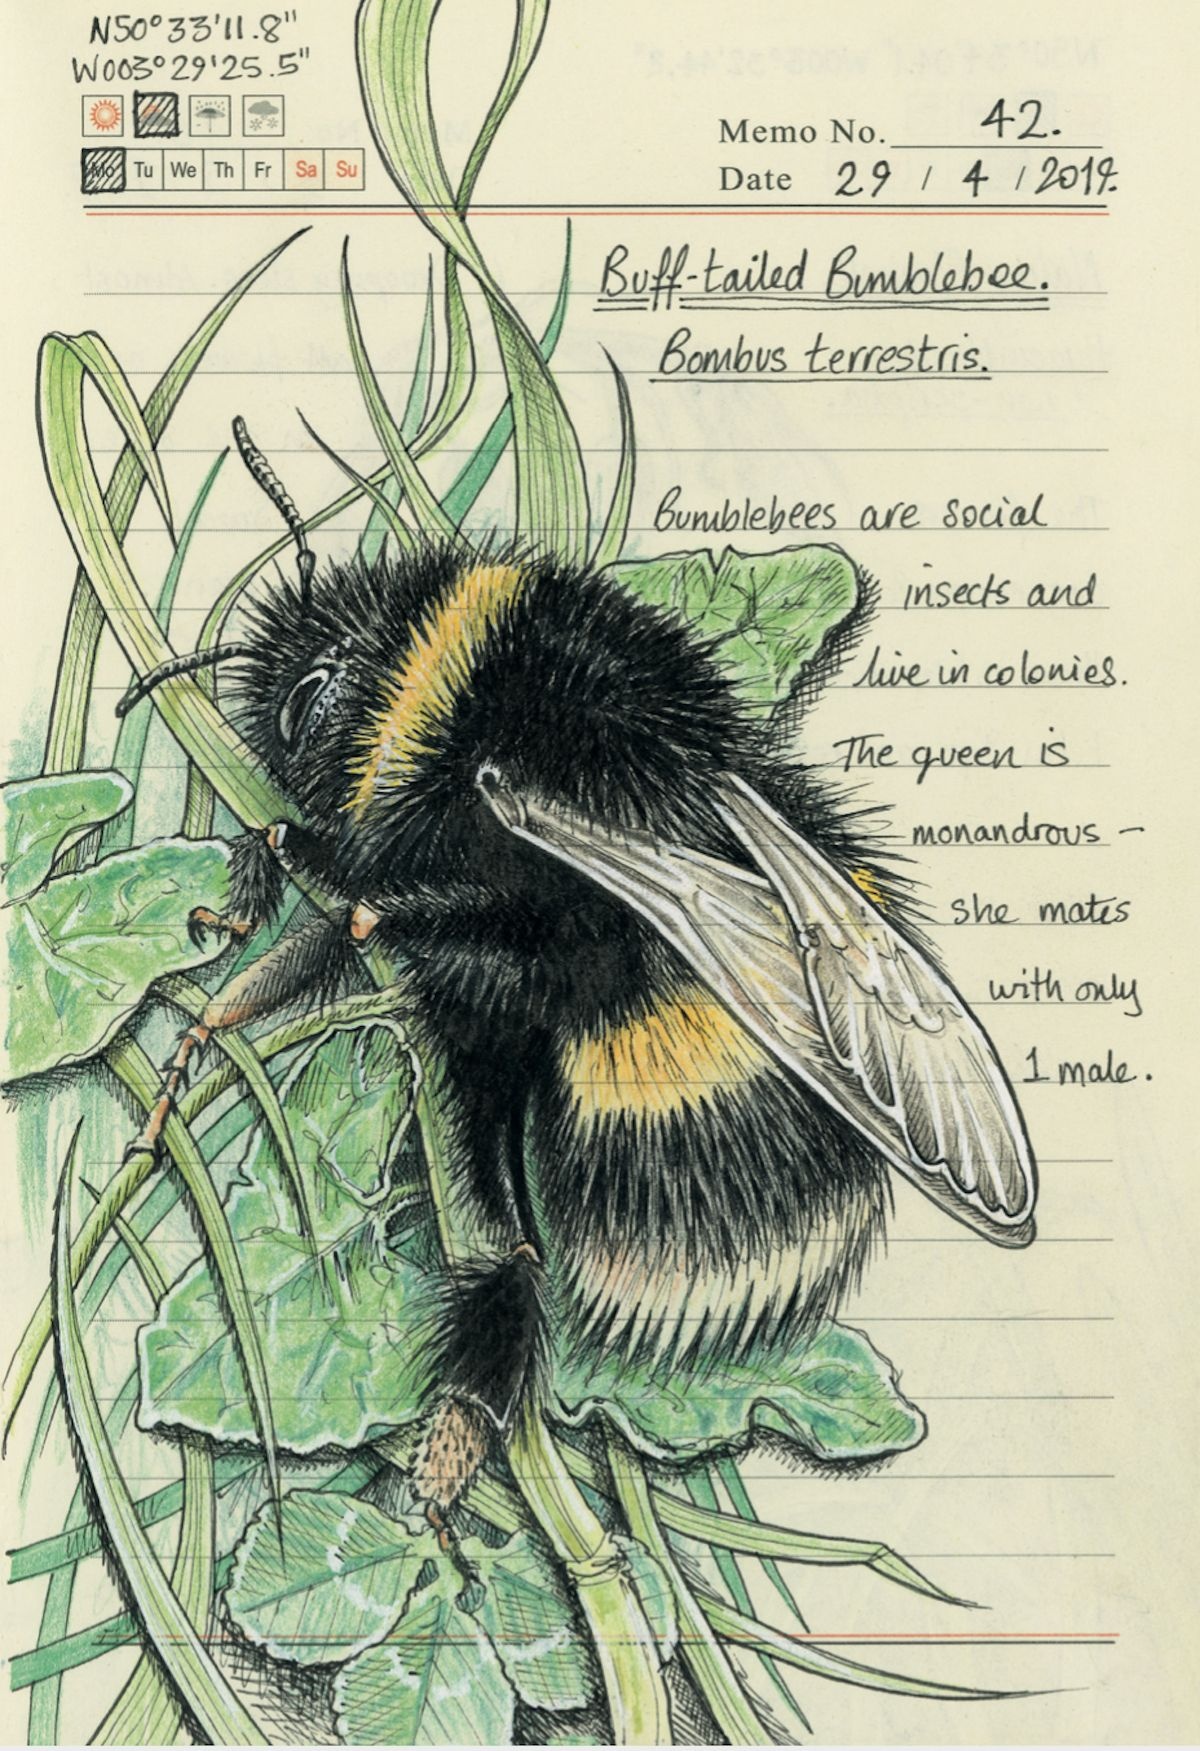 N50°33'11.8"
W003°29'25.5"
Mo Tu We Th Fr Sa Su
Memo No. 42.
Date 29 / 4 / 2019.
Buff-tailed Bumblebee.
Bombus terrestris.
Bumblebees are social
insects and
live in colonies.
The queen is
monandrous –
she mates
with only
1 male.